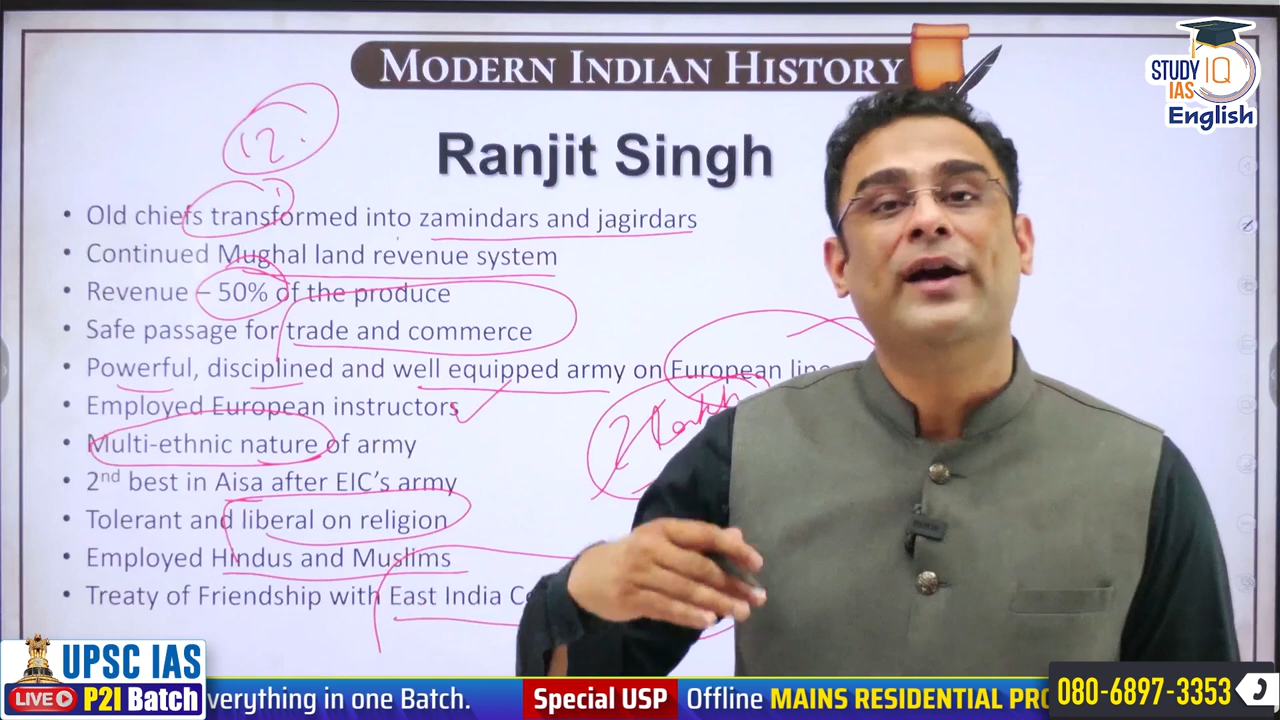 MODERN INDIAN HISTORY
STUDY IQ
IAS
English
12.
Ranjit Singh
• Old chiefs transformed into zamindars and jagirdars
• Continued Mughal land revenue system
• Revenue – 50% of the produce
• Safe passage for trade and commerce
• Powerful, disciplined and well equipped army on European line
• Employed European instructors
• Multi-ethnic nature of army
• 2nd best in Aisa after EIC's army
• Tolerant and liberal on religion
• Employed Hindus and Muslims
• Treaty of Friendship with East India
UPSC IAS
LIVE P2I Batch
verything in one Batch.
Special USP
Offline MAINS RESIDENTIAL PRO
080-6897-3353